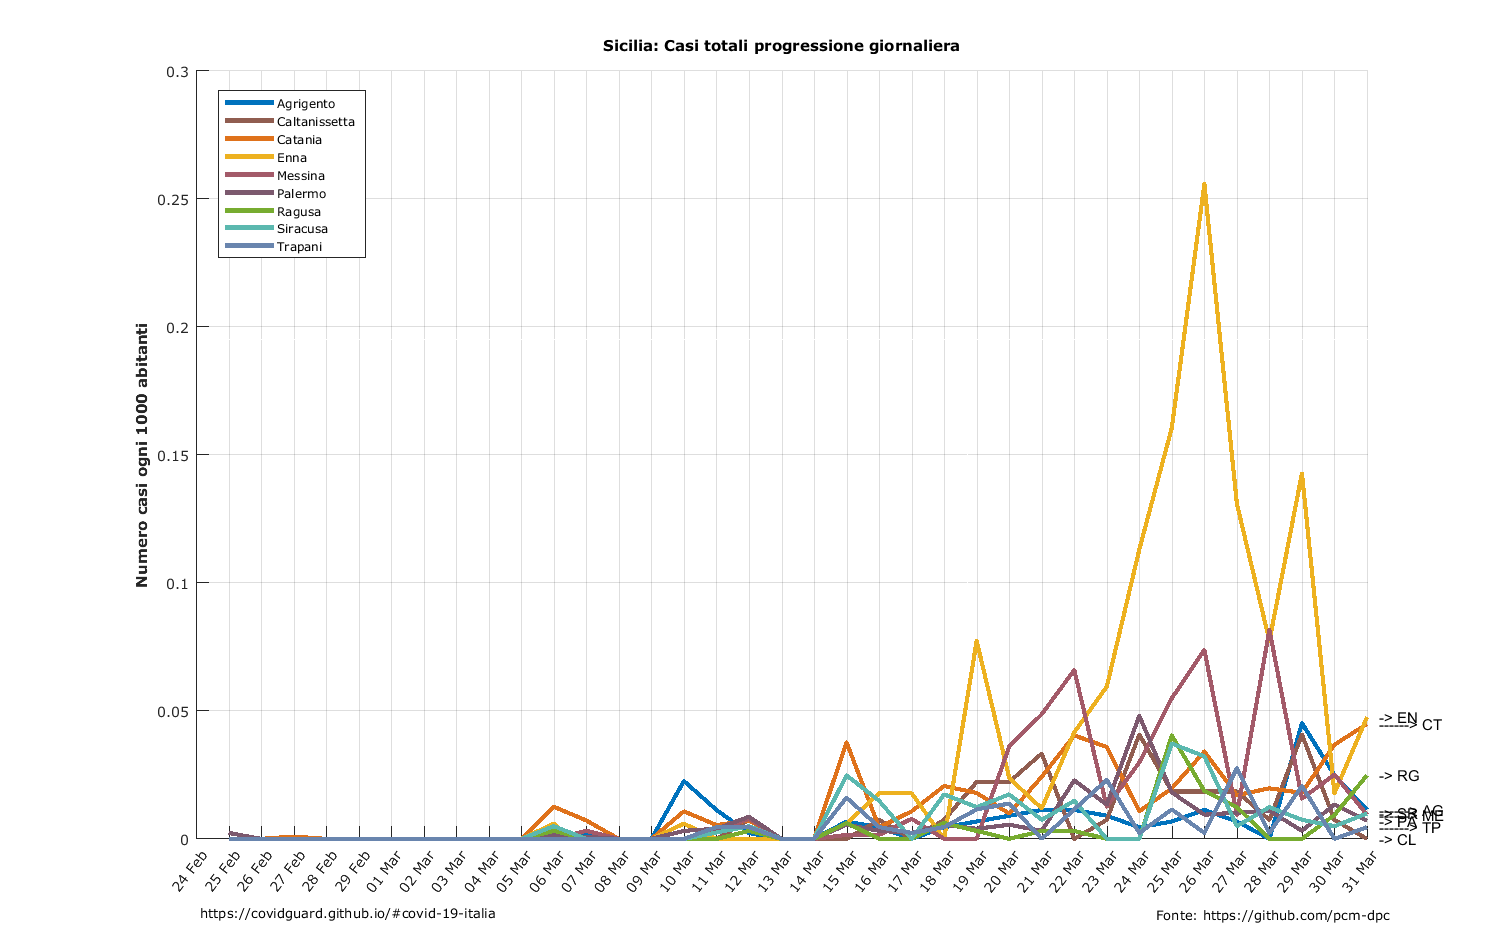 Sicilia: Casi totali progressione giornaliera
0.3
0.25
0.2
0.15
0.1
0.05
0
Numero casi ogni 1000 abitanti
Agrigento
Caltanissetta
Catania
Enna
Messina
Palermo
Ragusa
Siracusa
Trapani
-> EN
------> CT
-> RG
------> AG
-> SR
------> ME
-> PA
------> TP
-> CL
24 Feb
25 Feb
26 Feb
27 Feb
28 Feb
29 Feb
01 Mar
02 Mar
03 Mar
04 Mar
05 Mar
06 Mar
07 Mar
08 Mar
09 Mar
10 Mar
11 Mar
12 Mar
13 Mar
14 Mar
15 Mar
16 Mar
17 Mar
18 Mar
19 Mar
20 Mar
21 Mar
22 Mar
23 Mar
24 Mar
25 Mar
26 Mar
27 Mar
28 Mar
29 Mar
30 Mar
31 Mar
https://covidguard.github.io/#covid-19-italia
Fonte: https://github.com/pcm-dpc